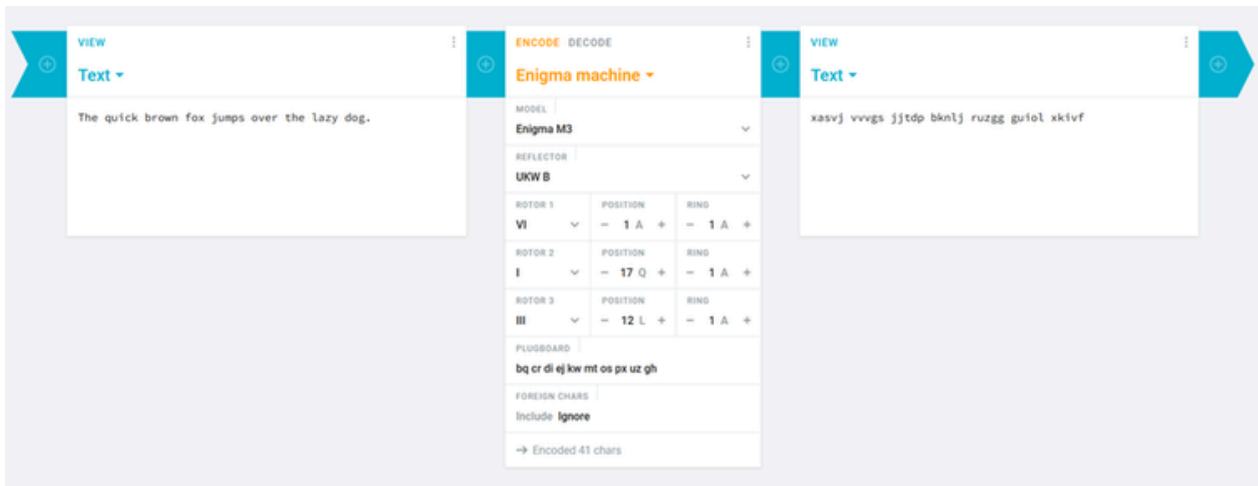 VIEW
Text
The quick brown fox jumps over the lazy dog.
ENCODE DECODE
Enigma machine
MODEL
Enigma M3
REFLECTOR
UKW B
ROTOR 1 POSITION RING
VI − 1 A + − 1 A +
ROTOR 2 POSITION RING
I − 17 Q + − 1 A +
ROTOR 3 POSITION RING
III − 12 L + − 1 A +
PLUGBOARD
bq cr di ej kw mt os px uz gh
FOREIGN CHARS
Include Ignore
→ Encoded 41 chars
VIEW
Text
xasvj vvvgs jjtdp bknlj ruzgg guiol xkivf